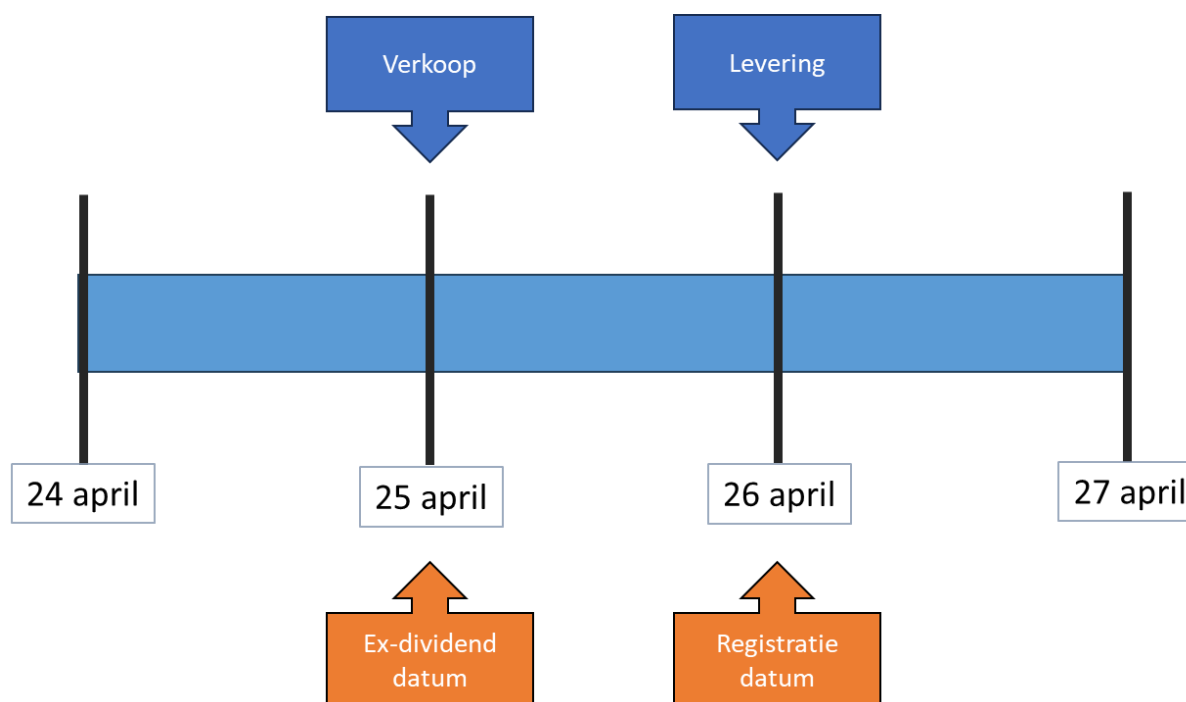 Verkoop
Levering
24 april
25 april
26 april
27 april
Ex-dividend
datum
Registratie
datum